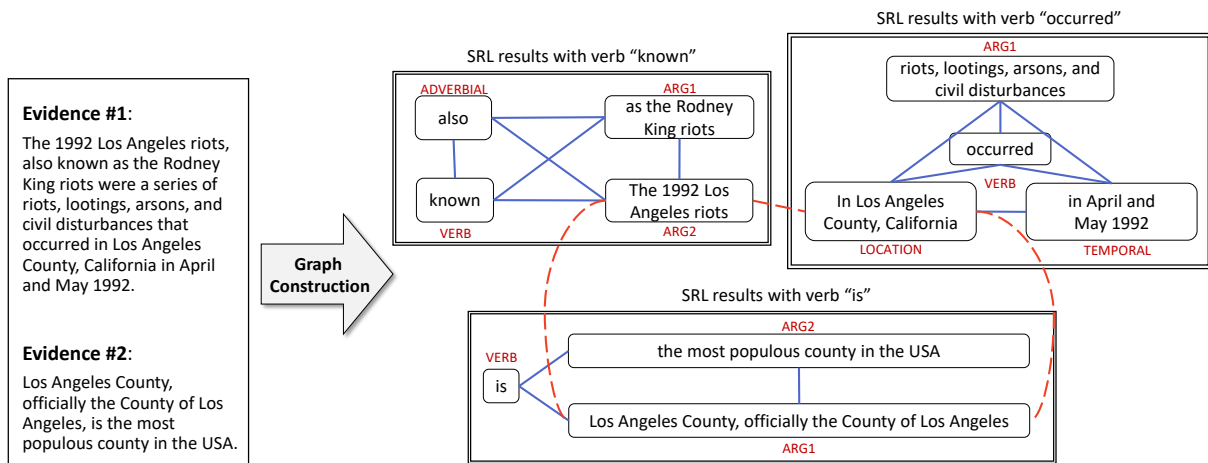 Evidence #1:
The 1992 Los Angeles riots,
also known as the Rodney
King riots were a series of
riots, lootings, arsons, and
civil disturbances that
occurred in Los Angeles
County, California in April
and May 1992.
Evidence #2:
Los Angeles County,
officially the County of Los
Angeles, is the most
populous county in the USA.
Graph
Construction
SRL results with verb “known”
ADVERBIAL
also
ARG1
as the Rodney
King riots
known
VERB
The 1992 Los
Angeles riots
ARG2
SRL results with verb “occurred”
ARG1
riots, lootings, arsons, and
civil disturbances
occurred
VERB
In Los Angeles
County, California
LOCATION
in April and
May 1992
TEMPORAL
SRL results with verb “is”
ARG2
the most populous county in the USA
VERB
is
Los Angeles County, officially the County of Los Angeles
ARG1